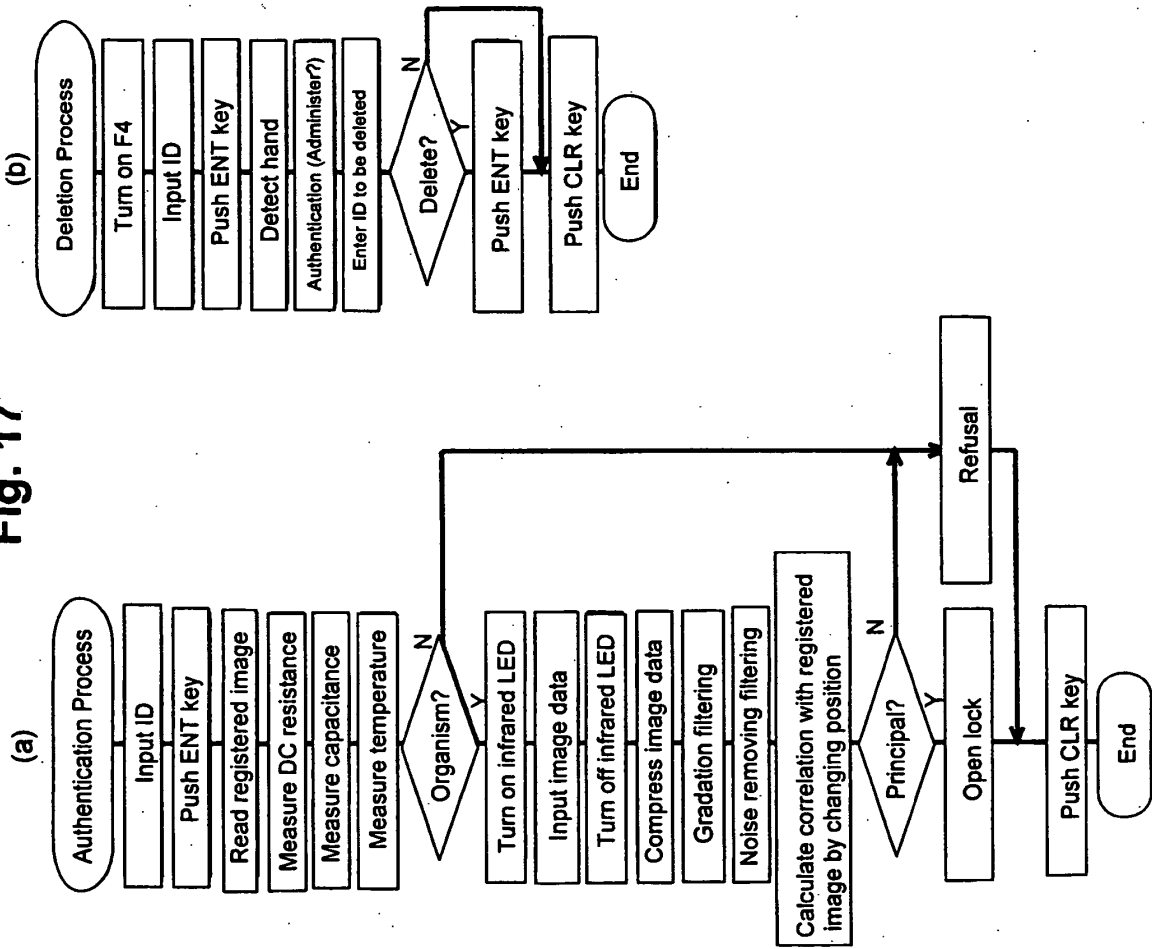 Fig. 17
(a)
Authentication Process
Input ID
Push ENT key
Read registered image
Measure DC resistance
Measure capacitance
Measure temperature
Organism?
N
Y
Turn on infrared LED
Input image data
Turn off infrared LED
Compress image data
Gradation filtering
Noise removing filtering
Calculate correlation with registered
image by changing position
Principal?
N
Y
Open lock
Refusal
Push CLR key
End
(b)
Deletion Process
Turn on F4
Input ID
Push ENT key
Detect hand
Authentication (Administer?)
Enter ID to be deleted
Delete?
N
Y
Push ENT key
Push CLR key
End